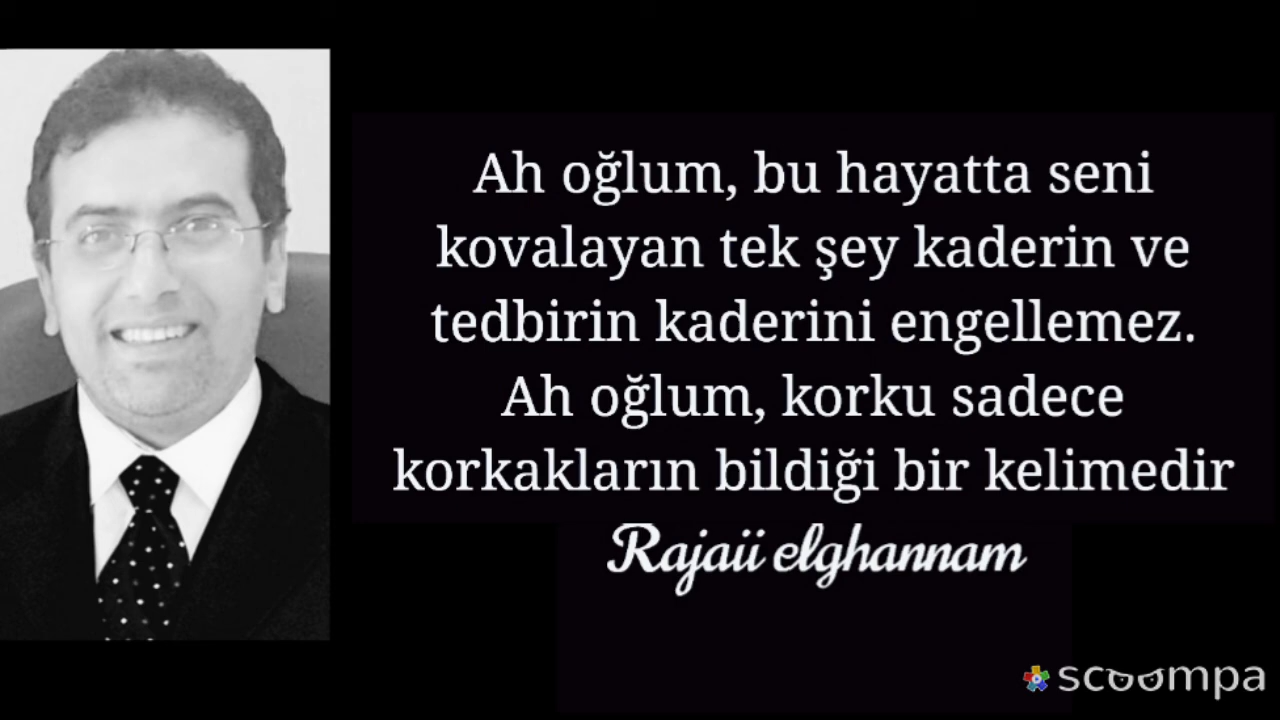 Ah oğlum, bu hayatta seni
kovalayan tek şey kaderin ve
tedbirin kaderini engellemez.
Ah oğlum, korku sadece
korkakların bildiği bir kelimedir
Rajaii elghannam
scoompa